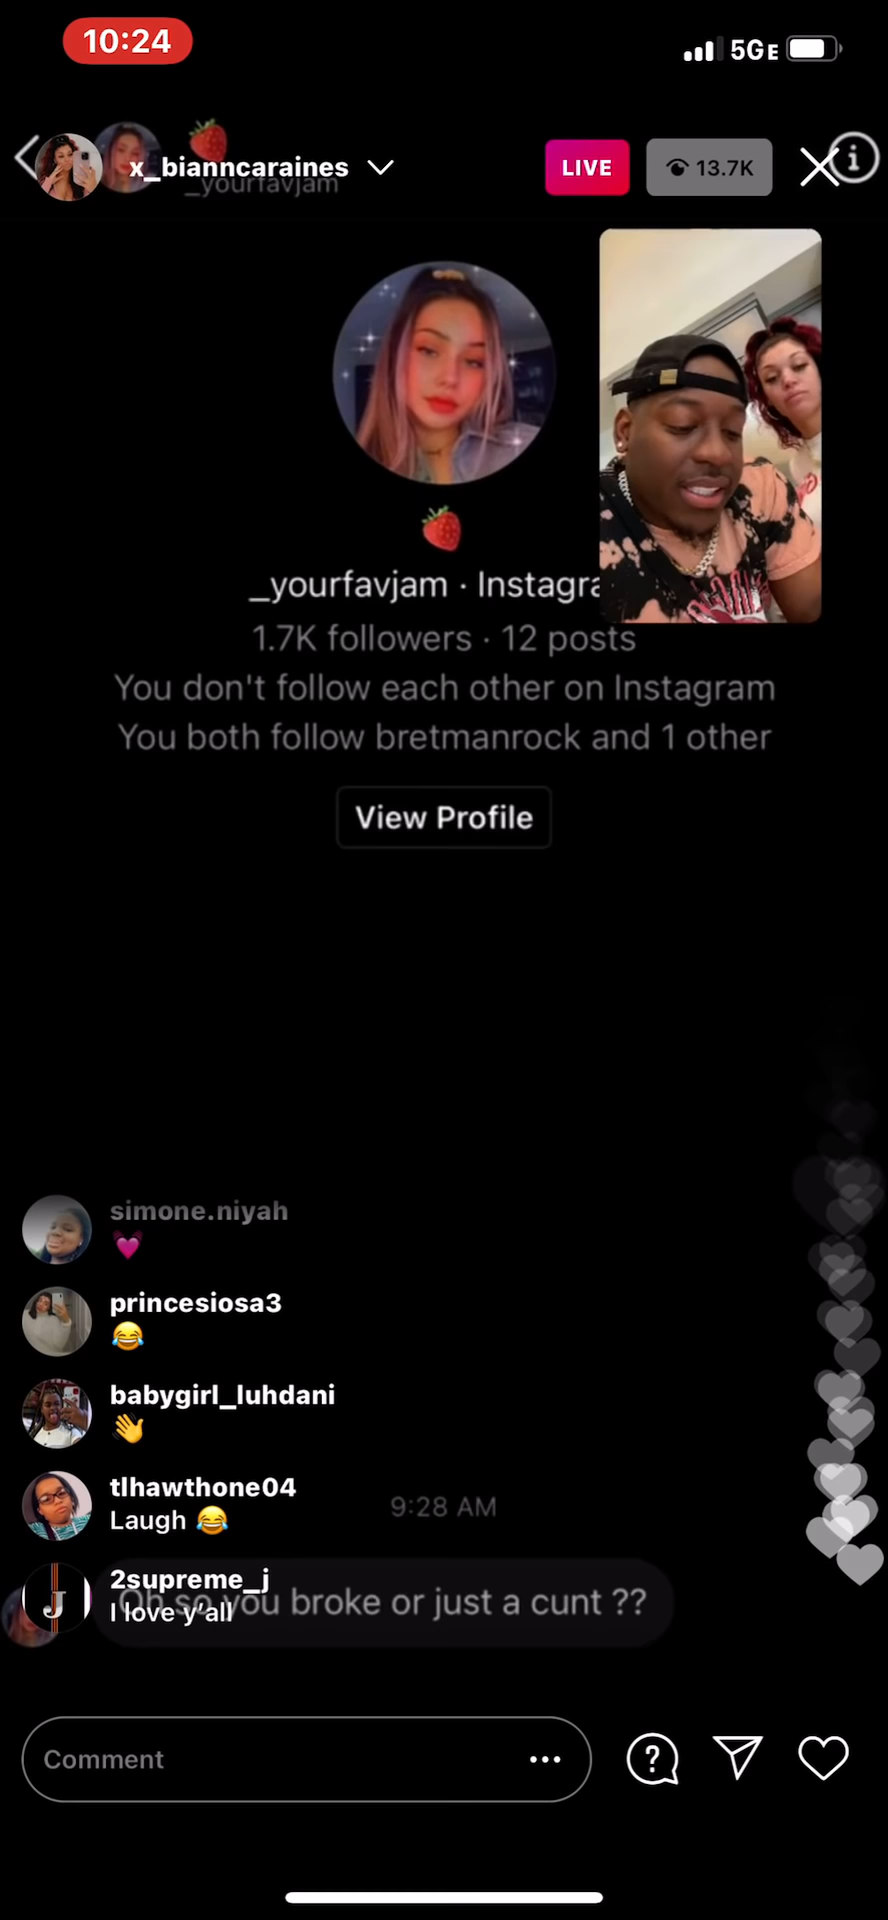 10:24
5GE
x_bianncaraines
_yourfavjam
LIVE
13.7K
_yourfavjam · Instagra
1.7K followers · 12 posts
You don't follow each other on Instagram
You both follow bretmanrock and 1 other
View Profile
simone.niyah
💓
princesiosa3
😂
babygirl_luhdani
👋
tlhawthone04
Laugh 😂
9:28 AM
2supreme_j
I love y'all
Oh so you broke or just a cunt ??
Comment